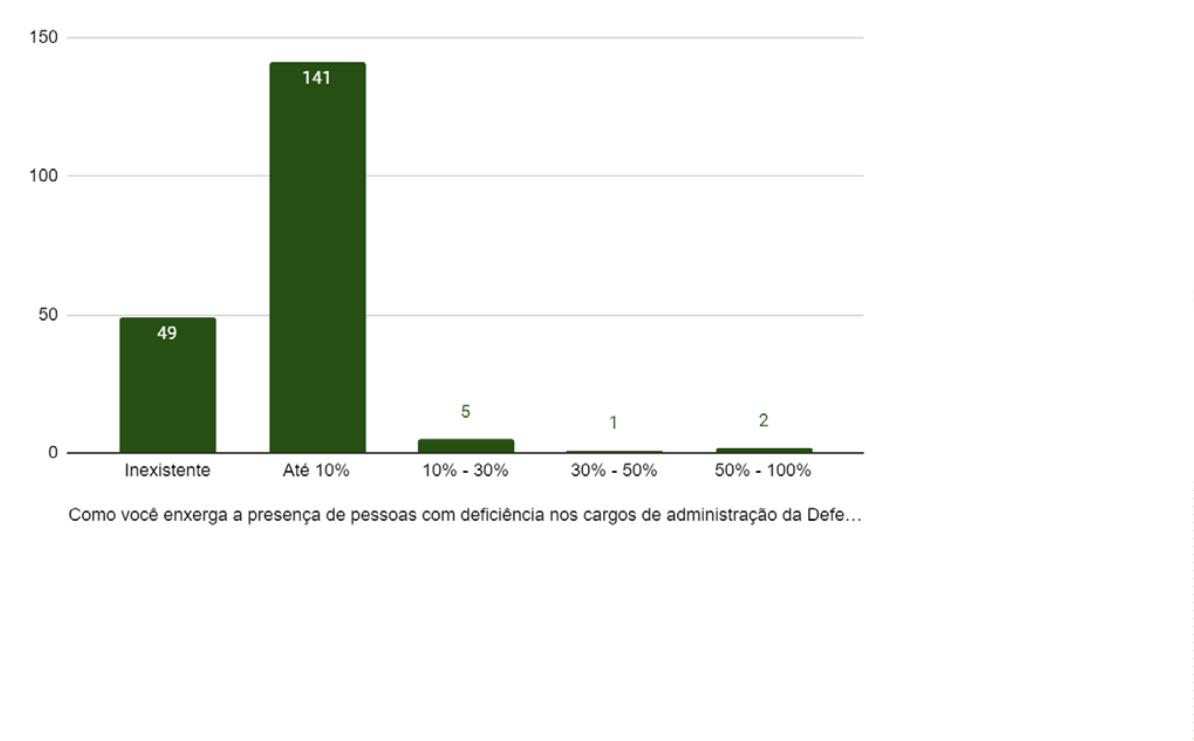 150
141
100
50
49
5
1
2
0
Inexistente
Até 10%
10% - 30%
30% - 50%
50% - 100%
Como você enxerga a presença de pessoas com deficiência nos cargos de administração da Defe…